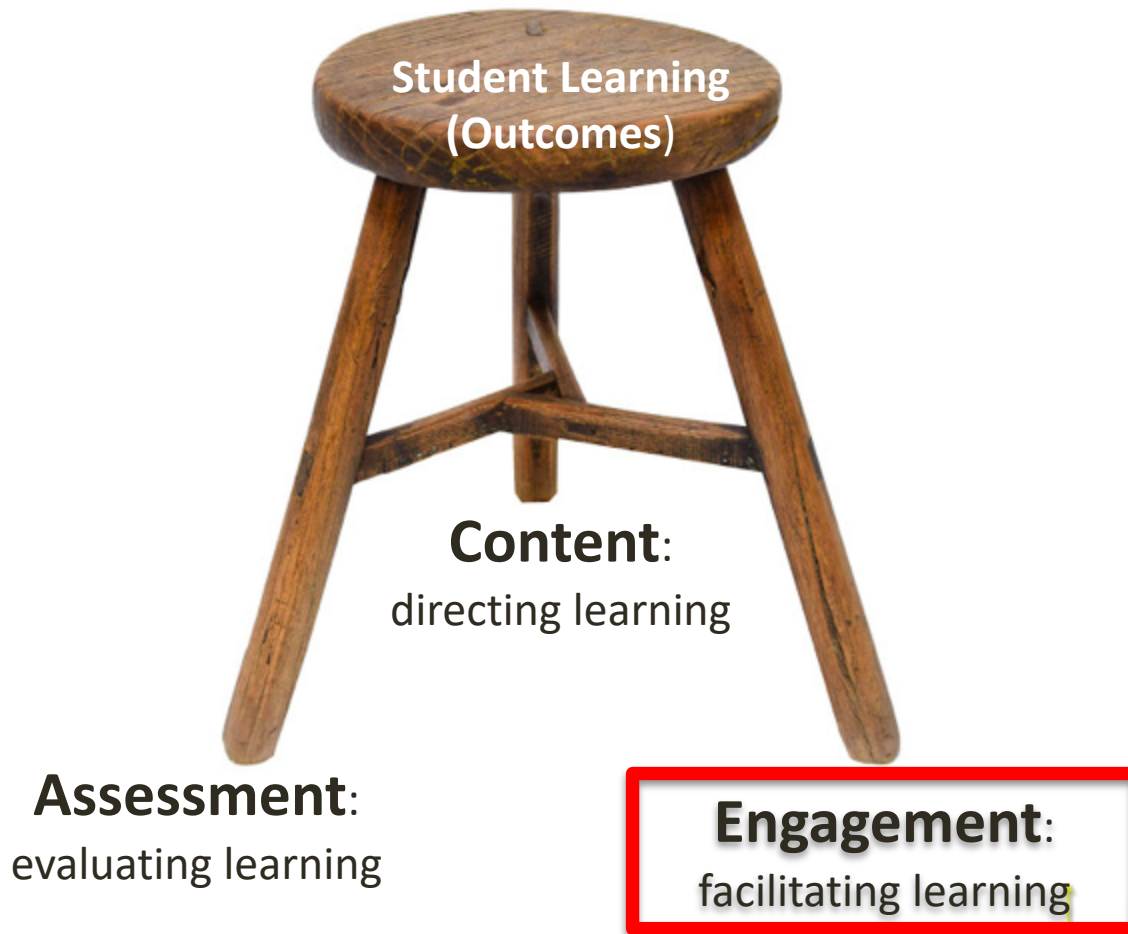 Student Learning
(Outcomes)
Content:
directing learning
Assessment:
evaluating learning
Engagement:
facilitating learning